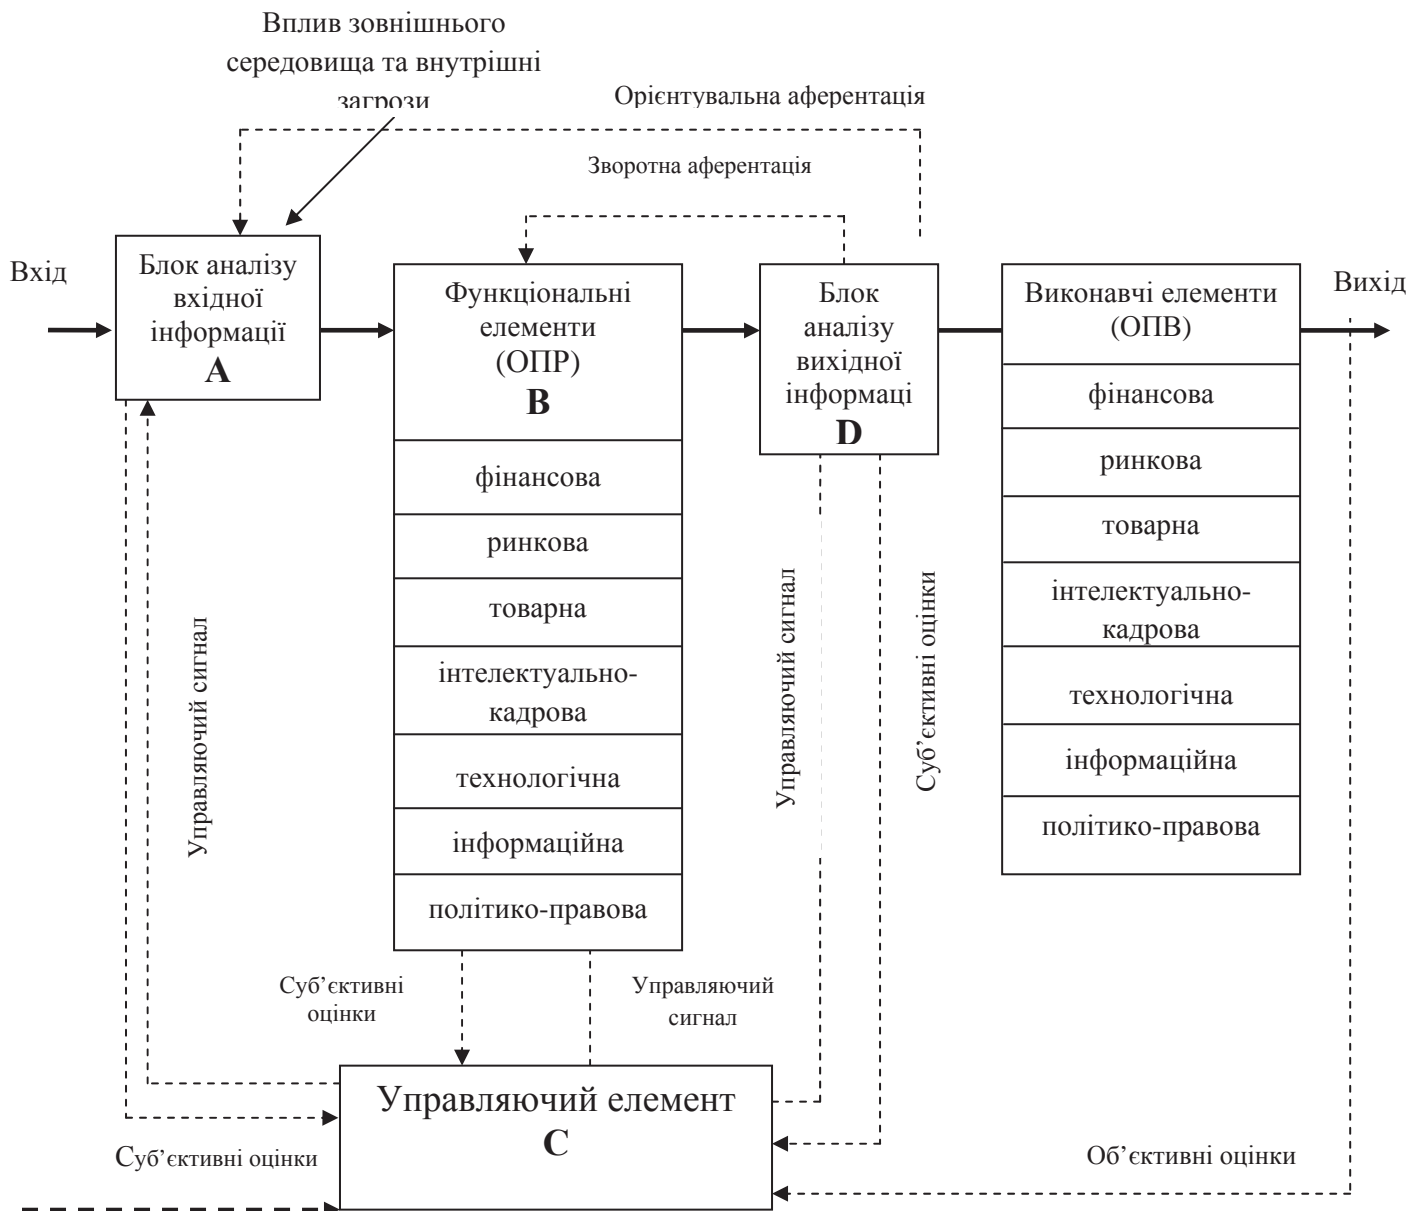 Вплив зовнішнього
середовища та внутрішні
загрози
Орієнтувальна аферентація
Зворотна аферентація
Вхід
Блок аналізу
вхідної
інформації
A
Функціональні
елементи
(ОПР)
B
фінансова
ринкова
товарна
інтелектуально-
кадрова
технологічна
інформаційна
політико-правова
Блок
аналізу
вихідної
інформаці
D
Виконавчі елементи
(ОПВ)
фінансова
ринкова
товарна
інтелектуально-
кадрова
технологічна
інформаційна
політико-правова
Вихід
Управляючий сигнал
Управляючий сигнал
Суб’єктивні оцінки
Суб’єктивні
оцінки
Управляючий
сигнал
Управляючий елемент
C
Суб’єктивні оцінки
Об’єктивні оцінки